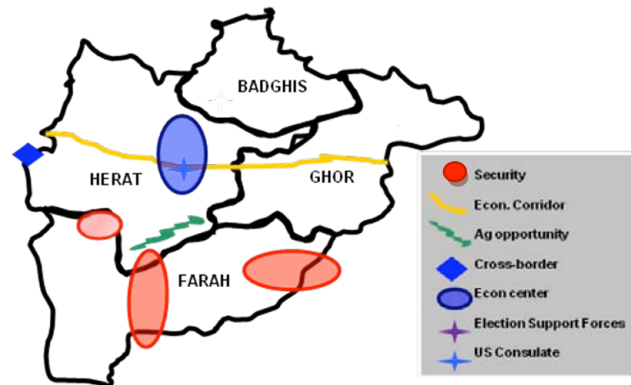 BADGHIS
HERAT
GHOR
FARAH
Security
Econ. Corridor
Ag opportunity
Cross-border
Econ center
Election Support Forces
US Consulate